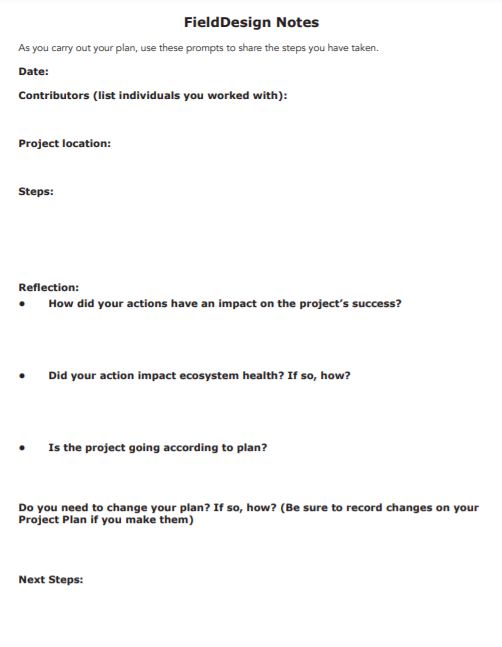 FieldDesign Notes
As you carry out your plan, use these prompts to share the steps you have taken.
Date:
Contributors (list individuals you worked with):
Project location:
Steps:
Reflection:
• How did your actions have an impact on the project's success?
• Did your action impact ecosystem health? If so, how?
• Is the project going according to plan?
Do you need to change your plan? If so, how? (Be sure to record changes on your
Project Plan if you make them)
Next Steps: